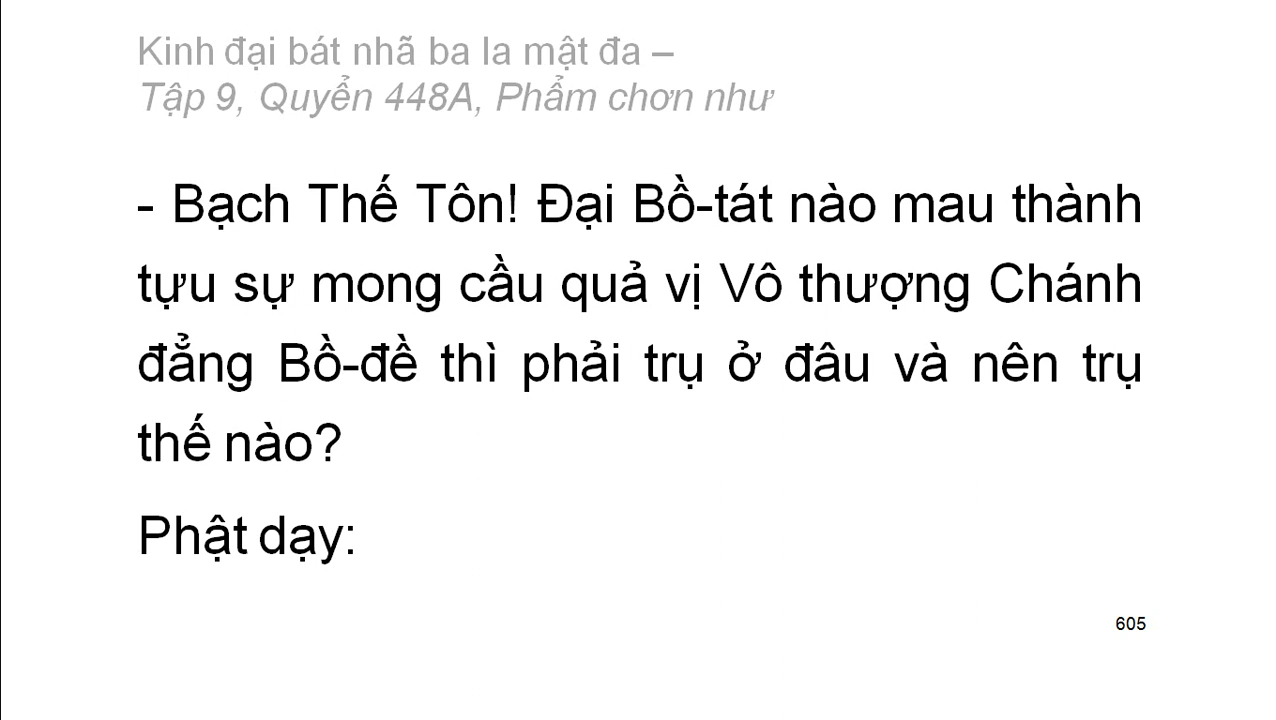 Kinh đại bát nhã ba la mật đa –
Tập 9, Quyển 448A, Phẩm chơn như
- Bạch Thế Tôn! Đại Bồ-tát nào mau thành
tựu sự mong cầu quả vị Vô thượng Chánh
đẳng Bồ-đề thì phải trụ ở đâu và nên trụ
thế nào?
Phật dạy:
605